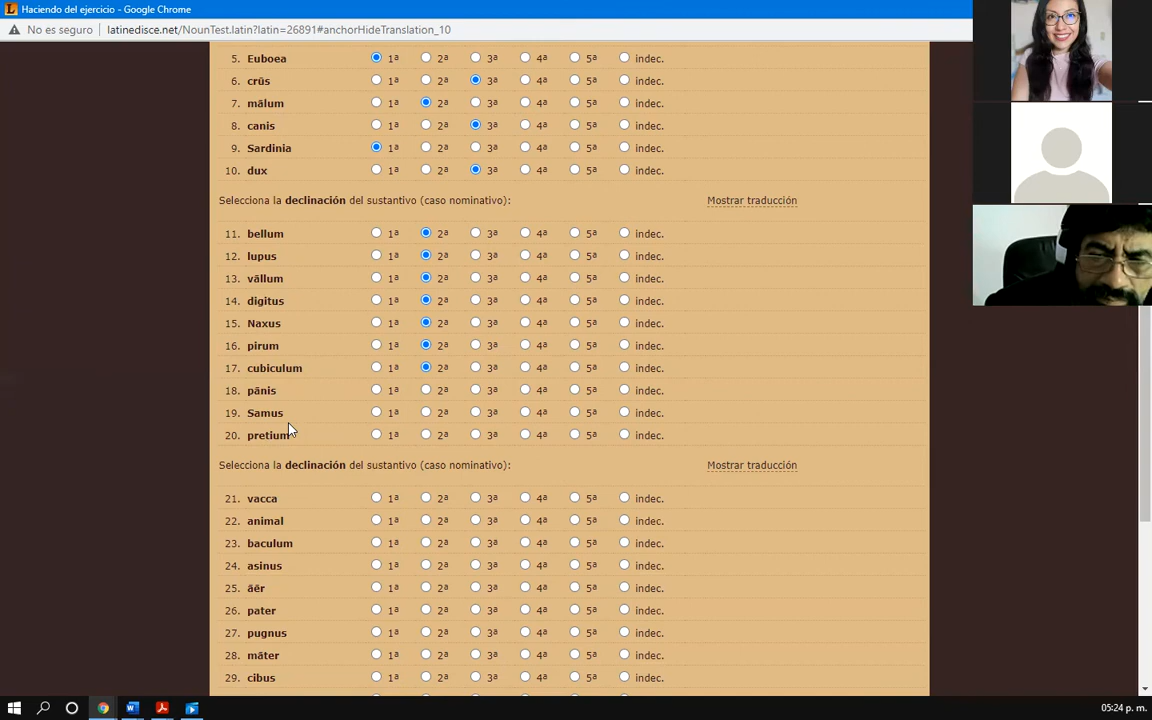 Haciendo del ejercicio - Google Chrome
No es seguro latinedisce.net/NounTest.latin?latin=26891#anchorHideTranslation_10
5. Euboea 1ª 2ª 3ª 4ª 5ª indec.
6. crūs 1ª 2ª 3ª 4ª 5ª indec.
7. mālum 1ª 2ª 3ª 4ª 5ª indec.
8. canis 1ª 2ª 3ª 4ª 5ª indec.
9. Sardinia 1ª 2ª 3ª 4ª 5ª indec.
10. dux 1ª 2ª 3ª 4ª 5ª indec.
Selecciona la declinación del sustantivo (caso nominativo): Mostrar traducción
11. bellum 1ª 2ª 3ª 4ª 5ª indec.
12. lupus 1ª 2ª 3ª 4ª 5ª indec.
13. vāllum 1ª 2ª 3ª 4ª 5ª indec.
14. digitus 1ª 2ª 3ª 4ª 5ª indec.
15. Naxus 1ª 2ª 3ª 4ª 5ª indec.
16. pirum 1ª 2ª 3ª 4ª 5ª indec.
17. cubiculum 1ª 2ª 3ª 4ª 5ª indec.
18. pānis 1ª 2ª 3ª 4ª 5ª indec.
19. Samus 1ª 2ª 3ª 4ª 5ª indec.
20. pretium 1ª 2ª 3ª 4ª 5ª indec.
Selecciona la declinación del sustantivo (caso nominativo): Mostrar traducción
21. vacca 1ª 2ª 3ª 4ª 5ª indec.
22. animal 1ª 2ª 3ª 4ª 5ª indec.
23. baculum 1ª 2ª 3ª 4ª 5ª indec.
24. asinus 1ª 2ª 3ª 4ª 5ª indec.
25. āēr 1ª 2ª 3ª 4ª 5ª indec.
26. pater 1ª 2ª 3ª 4ª 5ª indec.
27. pugnus 1ª 2ª 3ª 4ª 5ª indec.
28. māter 1ª 2ª 3ª 4ª 5ª indec.
29. cibus 1ª 2ª 3ª 4ª 5ª indec.
05:24 p. m.